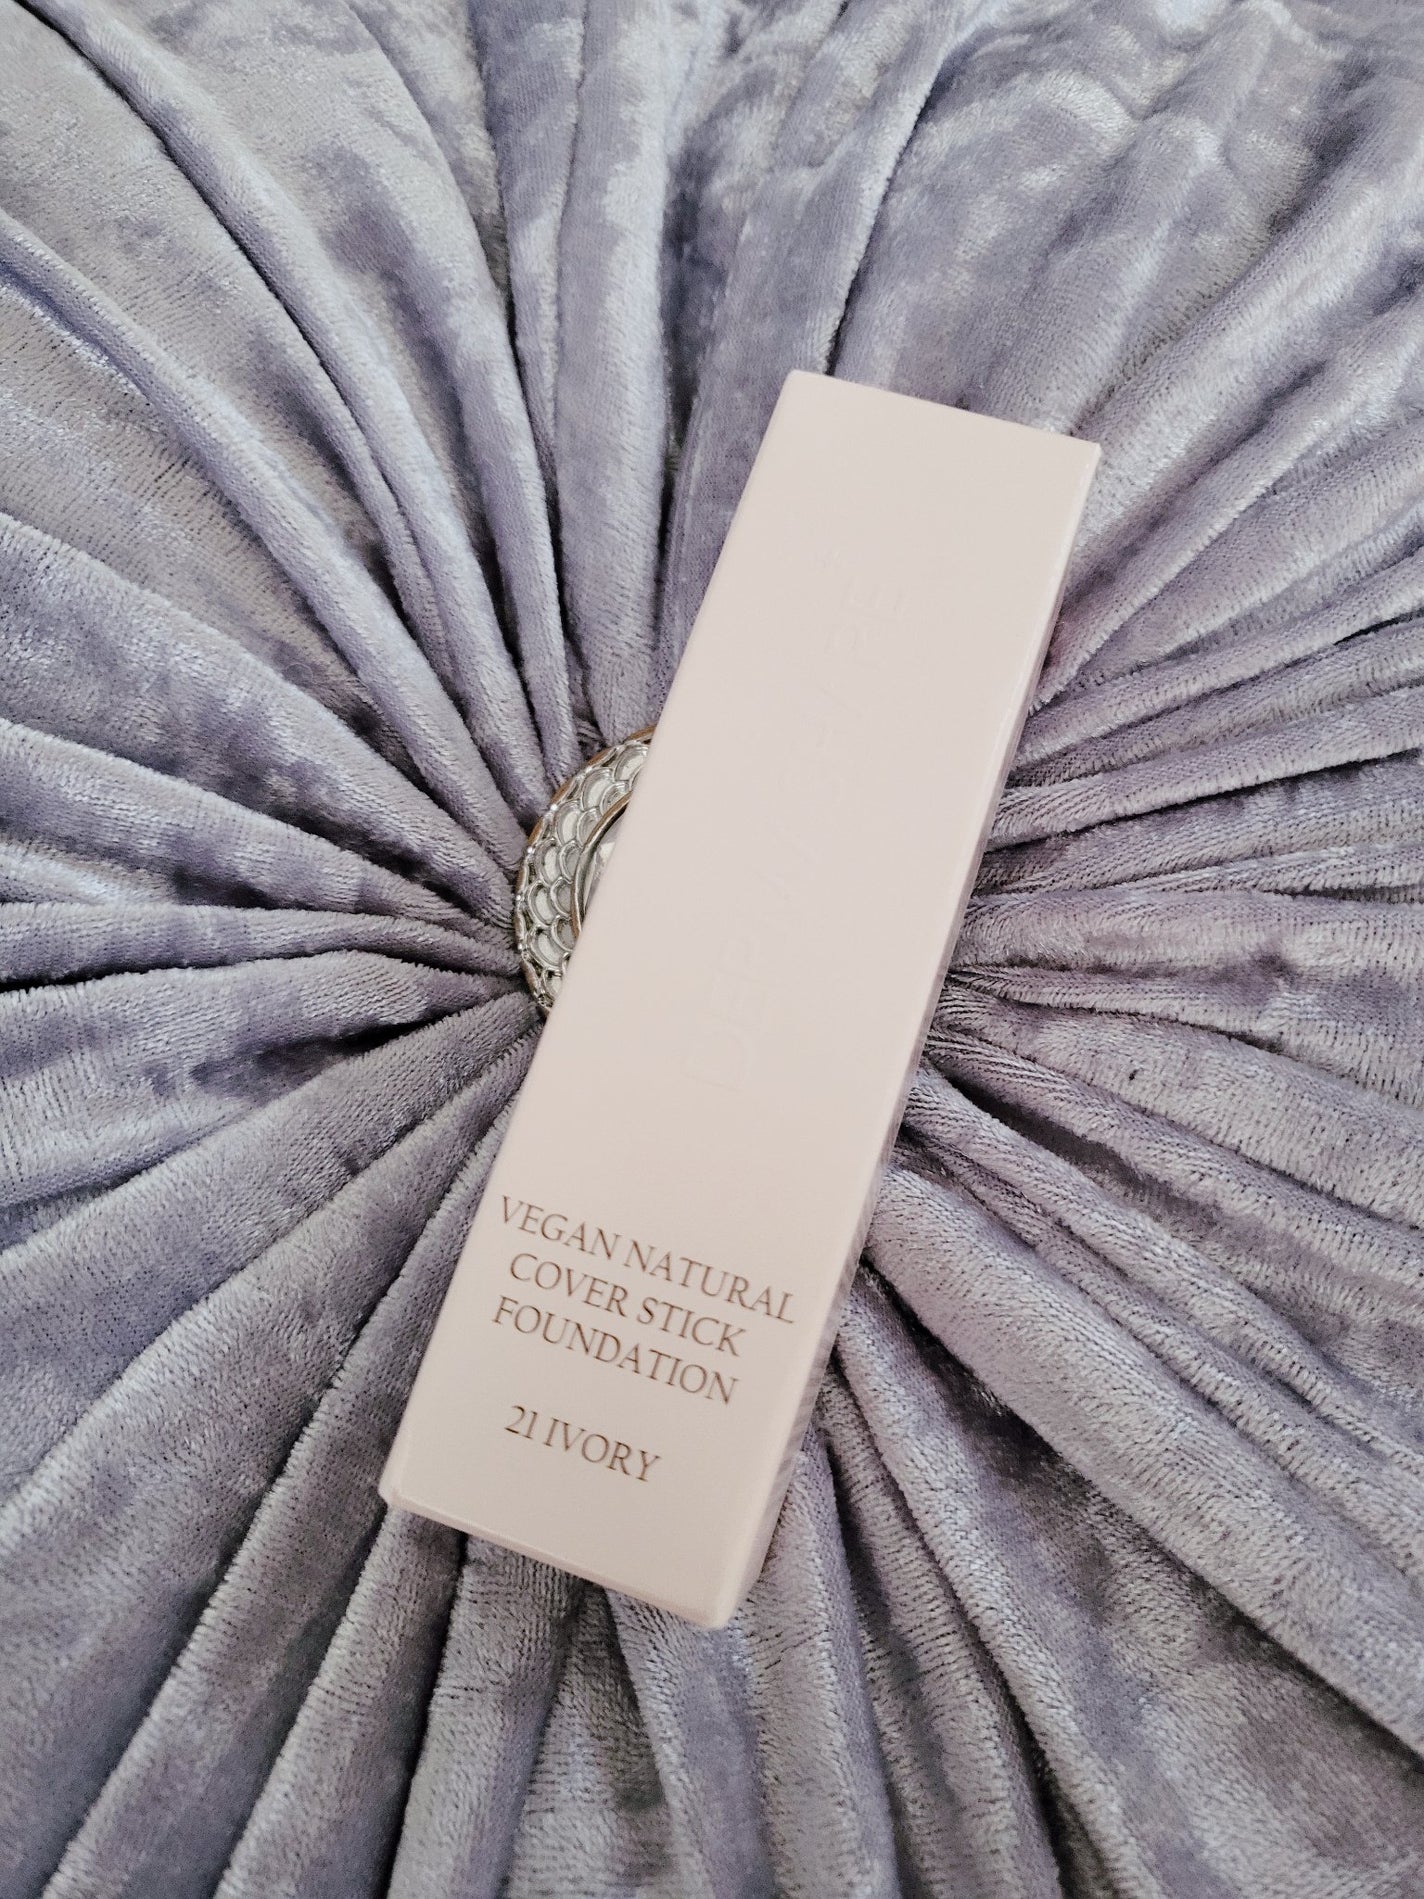 VEGAN NATURAL
COVER STICK
FOUNDATION
21 IVORY